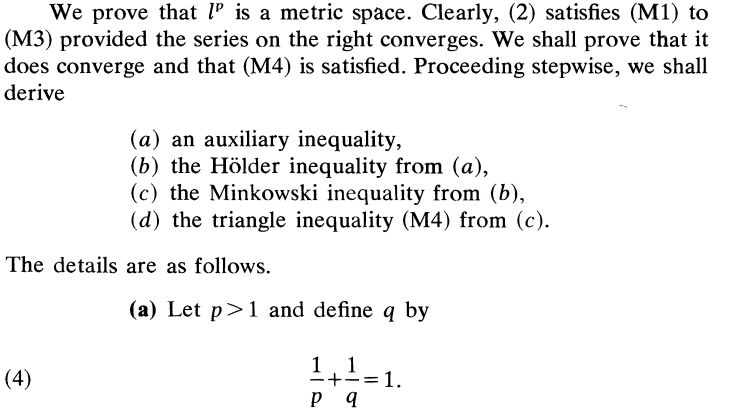 We prove that lᵖ is a metric space. Clearly, (2) satisfies (M1) to
(M3) provided the series on the right converges. We shall prove that it
does converge and that (M4) is satisfied. Proceeding stepwise, we shall
derive
(a) an auxiliary inequality,
(b) the Hölder inequality from (a),
(c) the Minkowski inequality from (b),
(d) the triangle inequality (M4) from (c).
The details are as follows.
(a) Let p>1 and define q by
(4) 1/p + 1/q = 1.